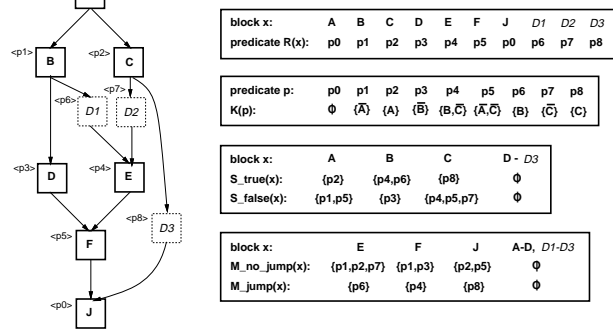 <p1> B
<p2> C
<p6> D1
<p7> D2
<p3> D
<p4> E
<p8> D3
<p5> F
<p0> J
block x: A B C D E F J D1 D2 D3
predicate R(x): p0 p1 p2 p3 p4 p5 p0 p6 p7 p8
predicate p: p0 p1 p2 p3 p4 p5 p6 p7 p8
K(p): Φ {A̅} {A} {B̅} {B,C̅} {A̅,C̅} {B} {C̅} {C}
block x: A B C D - D3
S_true(x): {p2} {p4,p6} {p8} Φ
S_false(x): {p1,p5} {p3} {p4,p5,p7} Φ
block x: E F J A-D, D1-D3
M_no_jump(x): {p1,p2,p7} {p1,p3} {p2,p5} Φ
M_jump(x): {p6} {p4} {p8} Φ